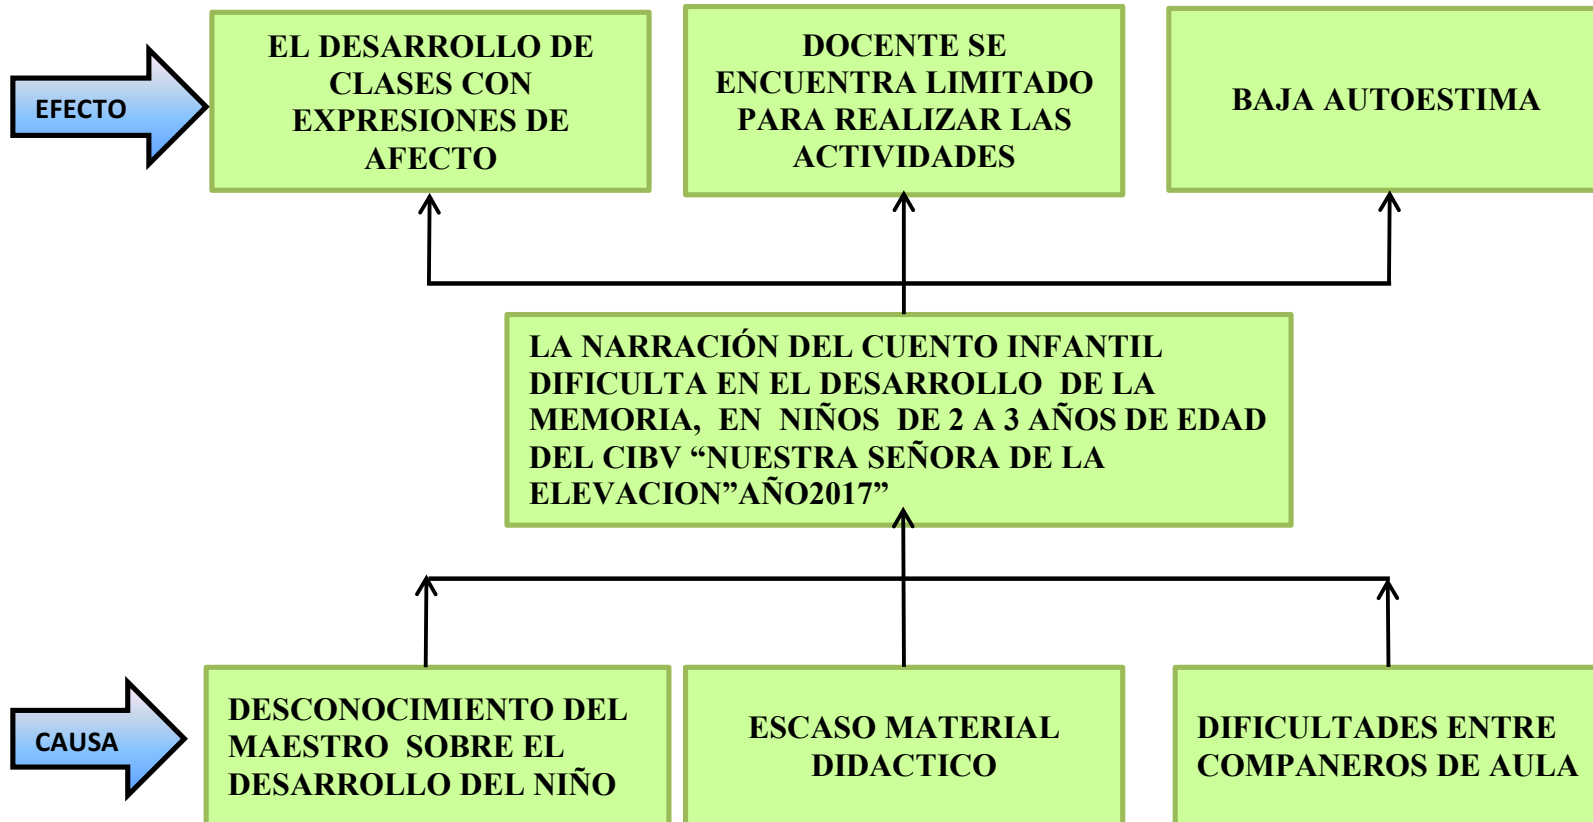 EFECTO
EL DESARROLLO DE
CLASES CON
EXPRESIONES DE
AFECTO
DOCENTE SE
ENCUENTRA LIMITADO
PARA REALIZAR LAS
ACTIVIDADES
BAJA AUTOESTIMA
LA NARRACIÓN DEL CUENTO INFANTIL
DIFICULTA EN EL DESARROLLO DE LA
MEMORIA, EN NIÑOS DE 2 A 3 AÑOS DE EDAD
DEL CIBV “NUESTRA SEÑORA DE LA
ELEVACION”AÑO2017”
CAUSA
DESCONOCIMIENTO DEL
MAESTRO SOBRE EL
DESARROLLO DEL NIÑO
ESCASO MATERIAL
DIDACTICO
DIFICULTADES ENTRE
COMPANEROS DE AULA